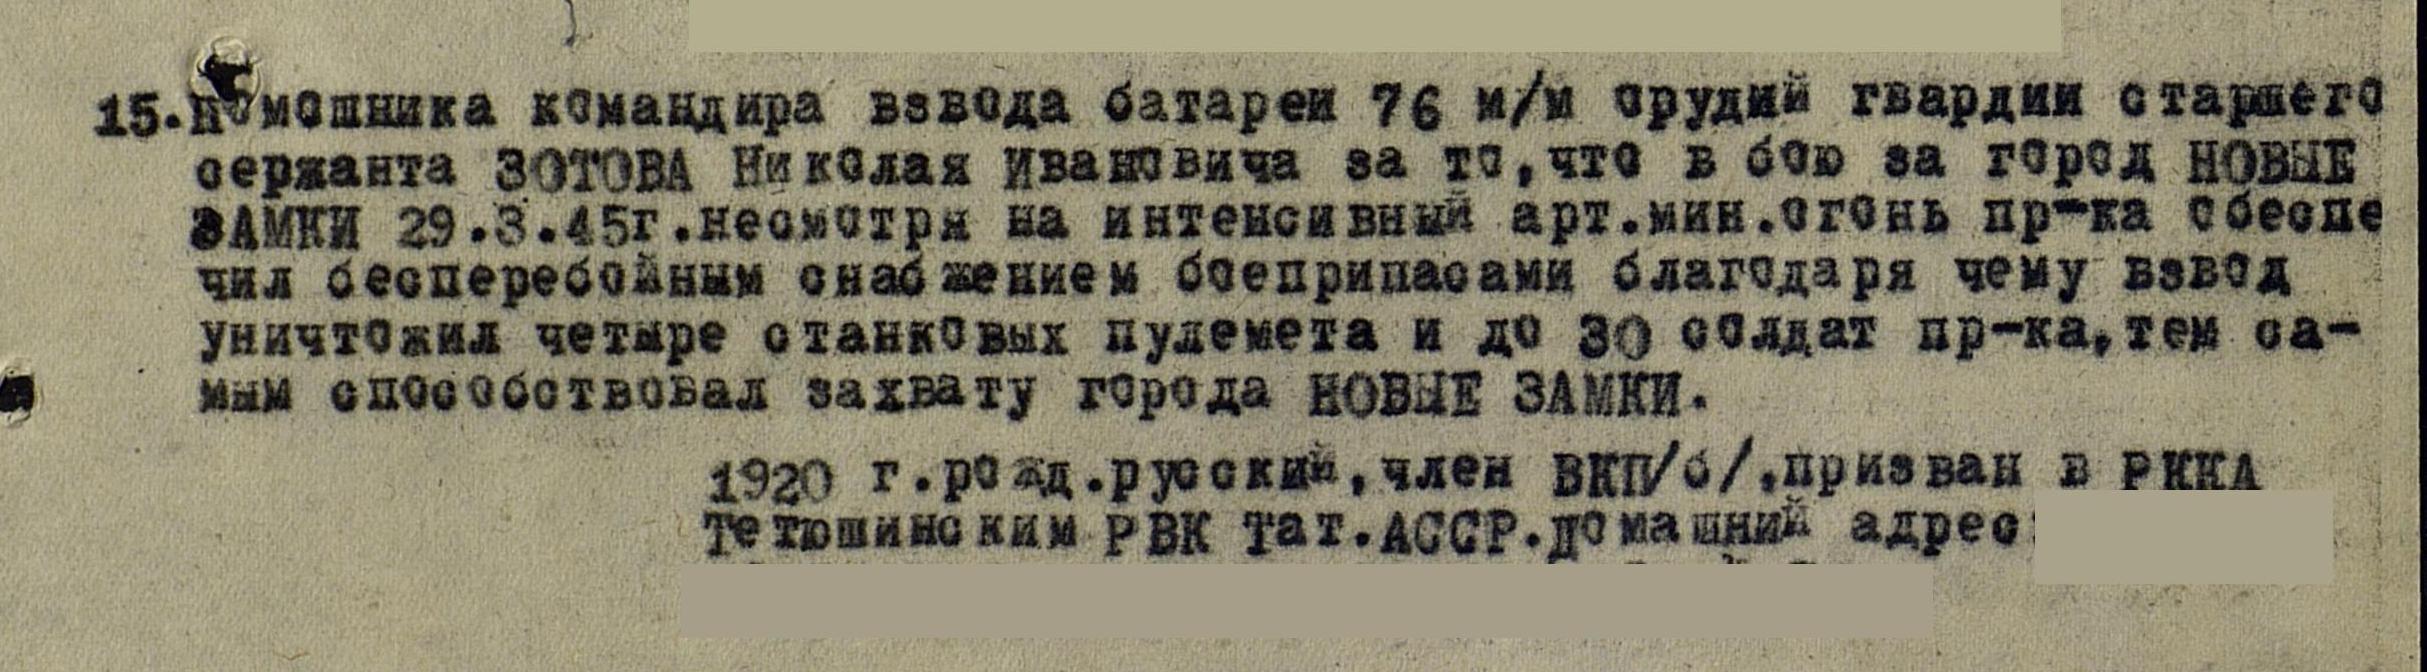 15.помошника командира взвода батареи 76 м/м орудий гвардии старшего
сержанта ЗОТОВА Николая Ивановича за то,что в бою за город НОВЫЕ
ЗАМКИ 29.3.45г.несмотря на интенсивный арт.мин.огонь пр-ка обеспе
чил бесперебойным снабжением боеприпасами благодаря чему взвод
уничтожил четыре станковых пулемета и до 30 солдат пр-ка,тем са-
мым способствовал захвату города НОВЫЕ ЗАМКИ.
1920 г.рожд.русский,член ВКП/б/,призван в РККА
Тетюшинским РВК Тат.АССР.Домашний адрес: